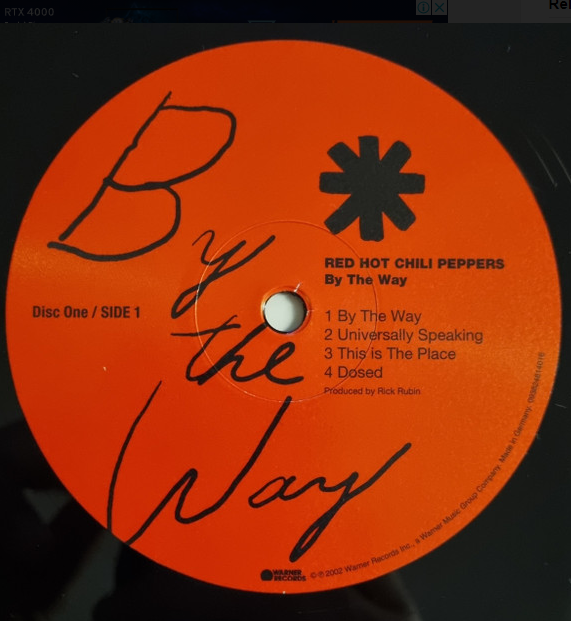 RTX 4000
Rel
By
the
Way
RED HOT CHILI PEPPERS
By The Way
Disc One / SIDE 1
1 By The Way
2 Universally Speaking
3 This is The Place
4 Dosed
Produced by Rick Rubin
WARNER
RECORDS
©℗2002 Warner Records Inc., a Warner Music Group Company. Made in Germany.